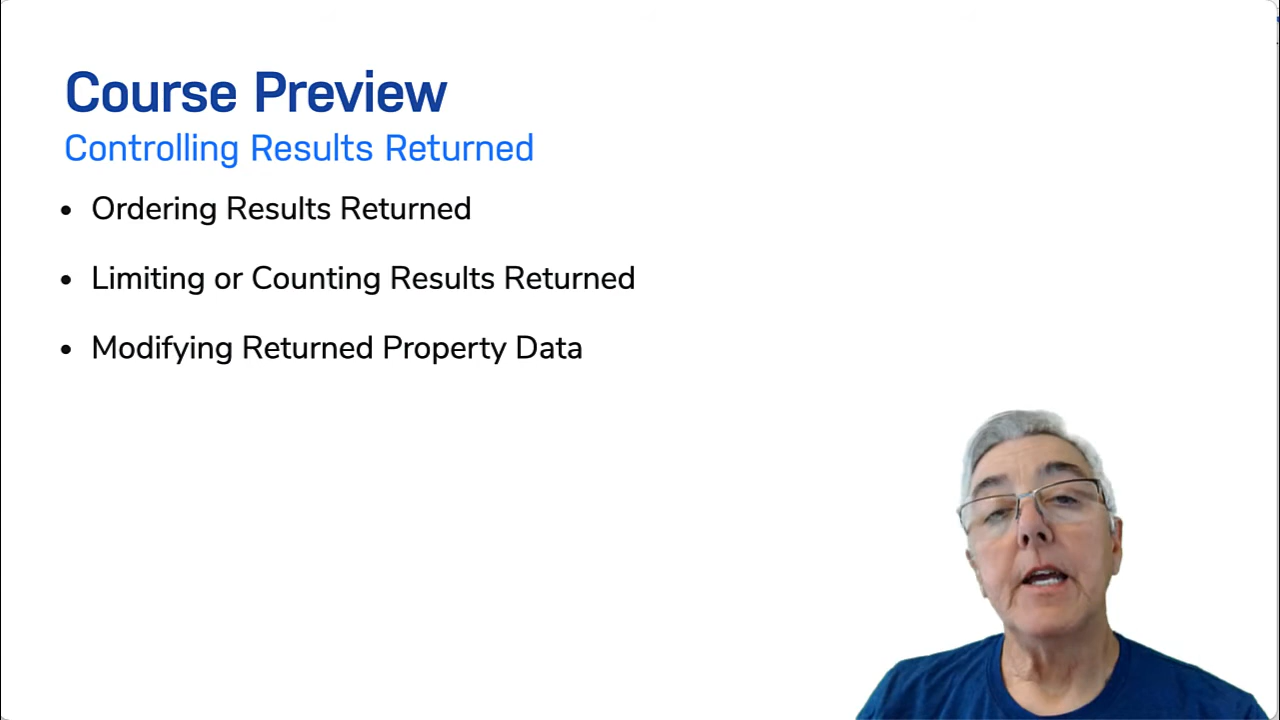 Course Preview
Controlling Results Returned
• Ordering Results Returned
• Limiting or Counting Results Returned
• Modifying Returned Property Data